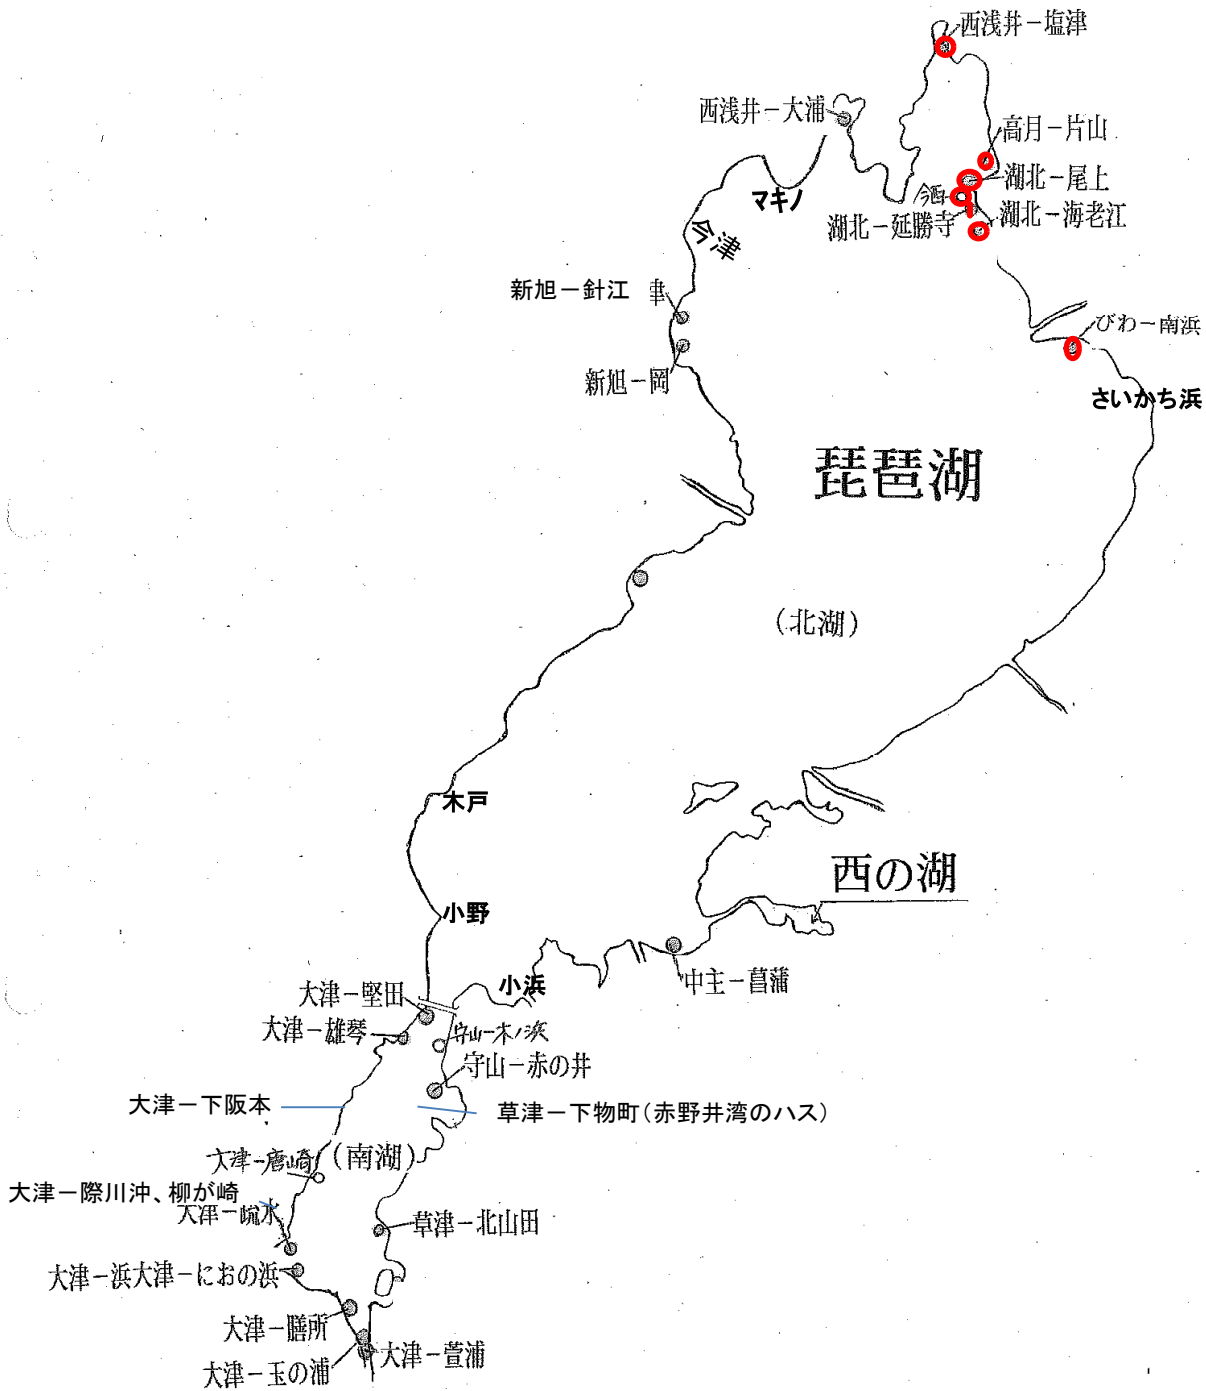 西浅井－塩津
西浅井－大浦
高月－片山
湖北－尾上
今西
湖北－海老江
湖北－延勝寺
マキノ
今津
新旭－針江
津
びわ－南浜
新旭－岡
さいかち浜
琵琶湖
（北湖）
木戸
西の湖
小野
中主－菖蒲
小浜
大津－堅田
大津－雄琴
守山－木ノ浜
守山－赤の井
大津－下阪本
草津－下物町（赤野井湾のハス）
大津－唐崎
（南湖）
大津－際川沖、柳が崎
大津－疏水
草津－北山田
大津－浜大津－におの浜
大津－膳所
大津－萱浦
大津－玉の浦